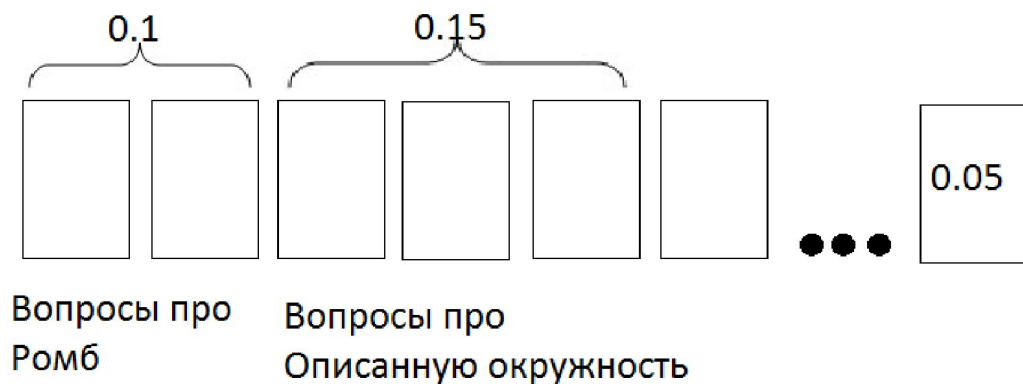 0.1
0.15
0.05
Вопросы про
Ромб
Вопросы про
Описанную окружность